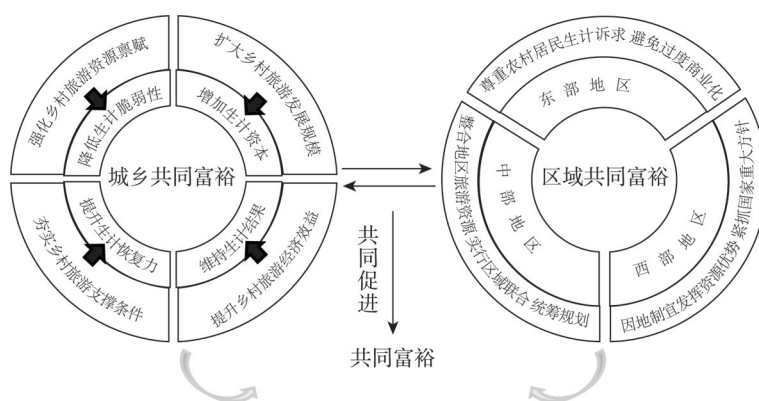 强化乡村旅游资源禀赋
降低生计脆弱性
扩大乡村旅游发展规模
增加生计资本
城乡共同富裕
夯实乡村旅游支撑条件
提升生计恢复力
提升乡村旅游经济效益
维持生计结果
共同促进
共同富裕
尊重农村居民生计诉求 避免过度商业化
东部地区
整合地区旅游资源 实行区域联合 统筹规划
中部地区
区域共同富裕
西部地区
因地制宜发挥资源优势 紧抓国家重大方针